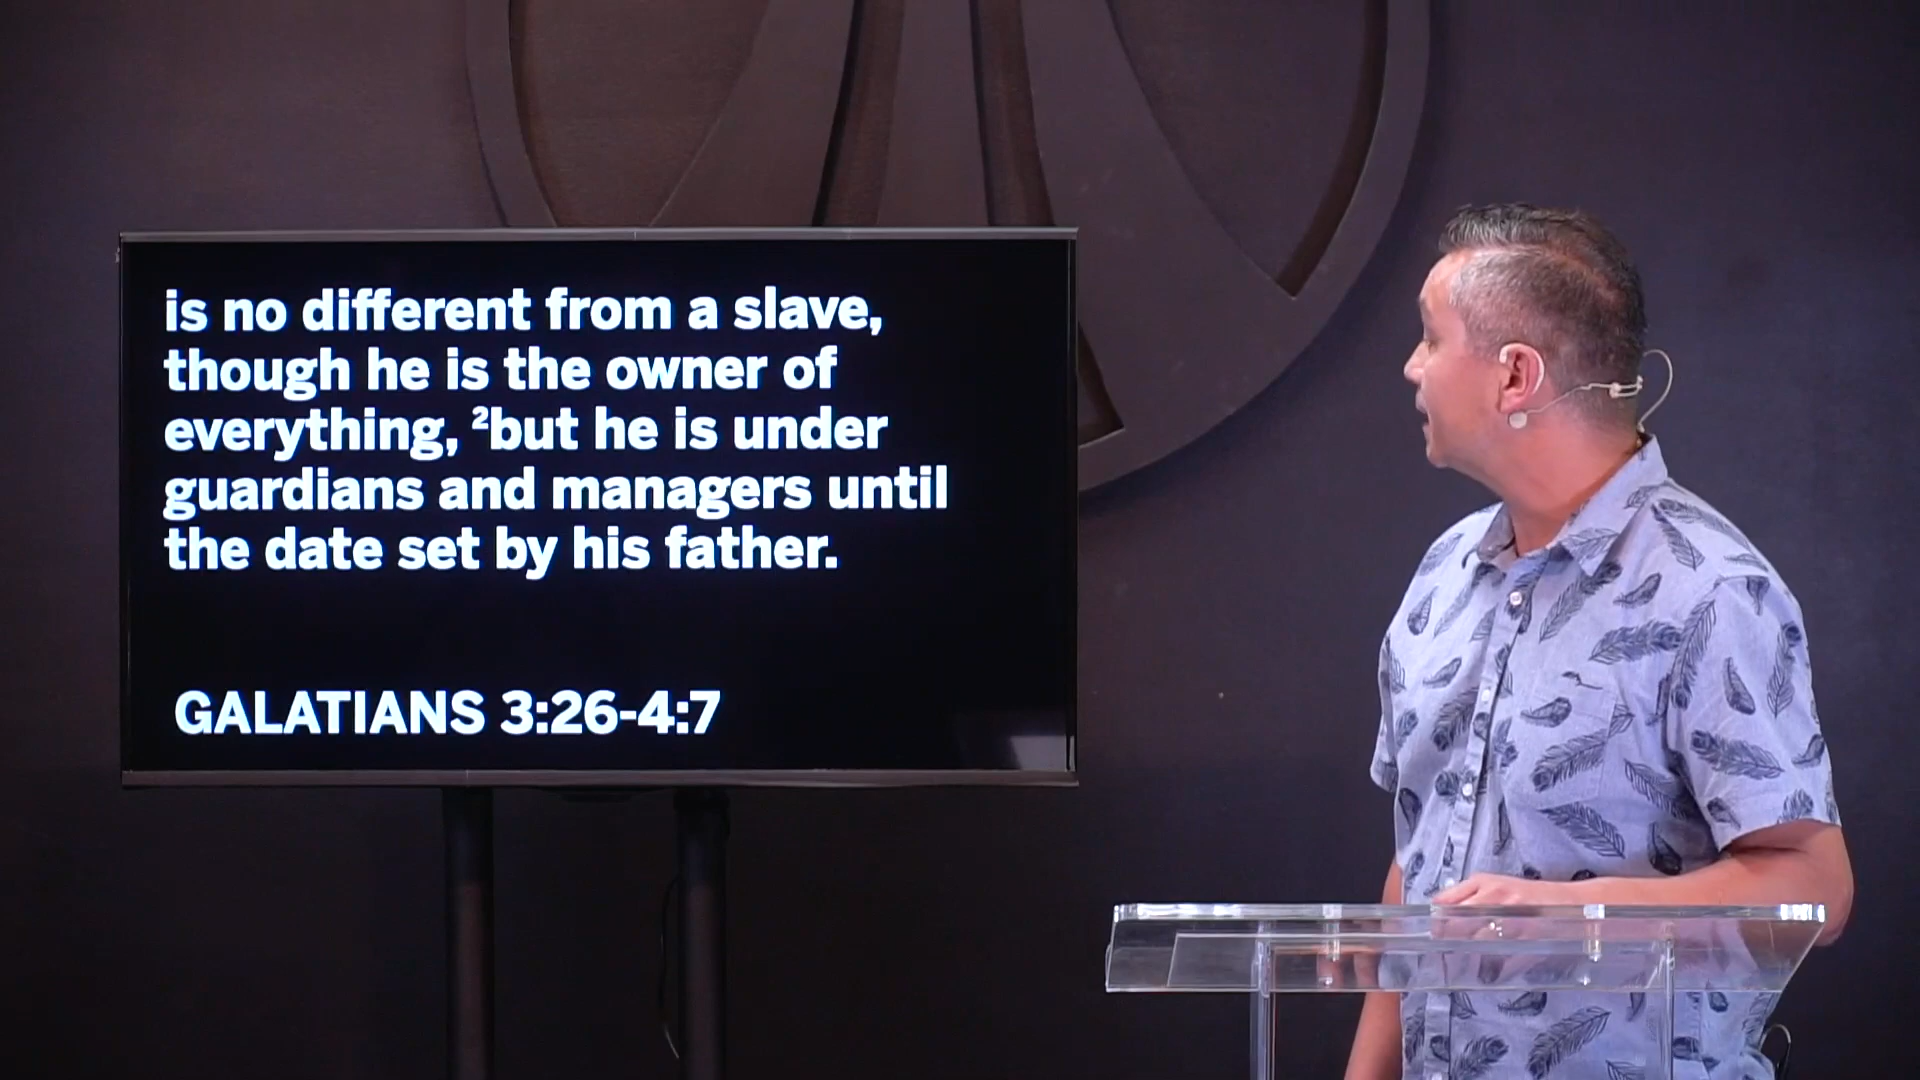 is no different from a slave,
though he is the owner of
everything, ²but he is under
guardians and managers until
the date set by his father.
GALATIANS 3:26-4:7